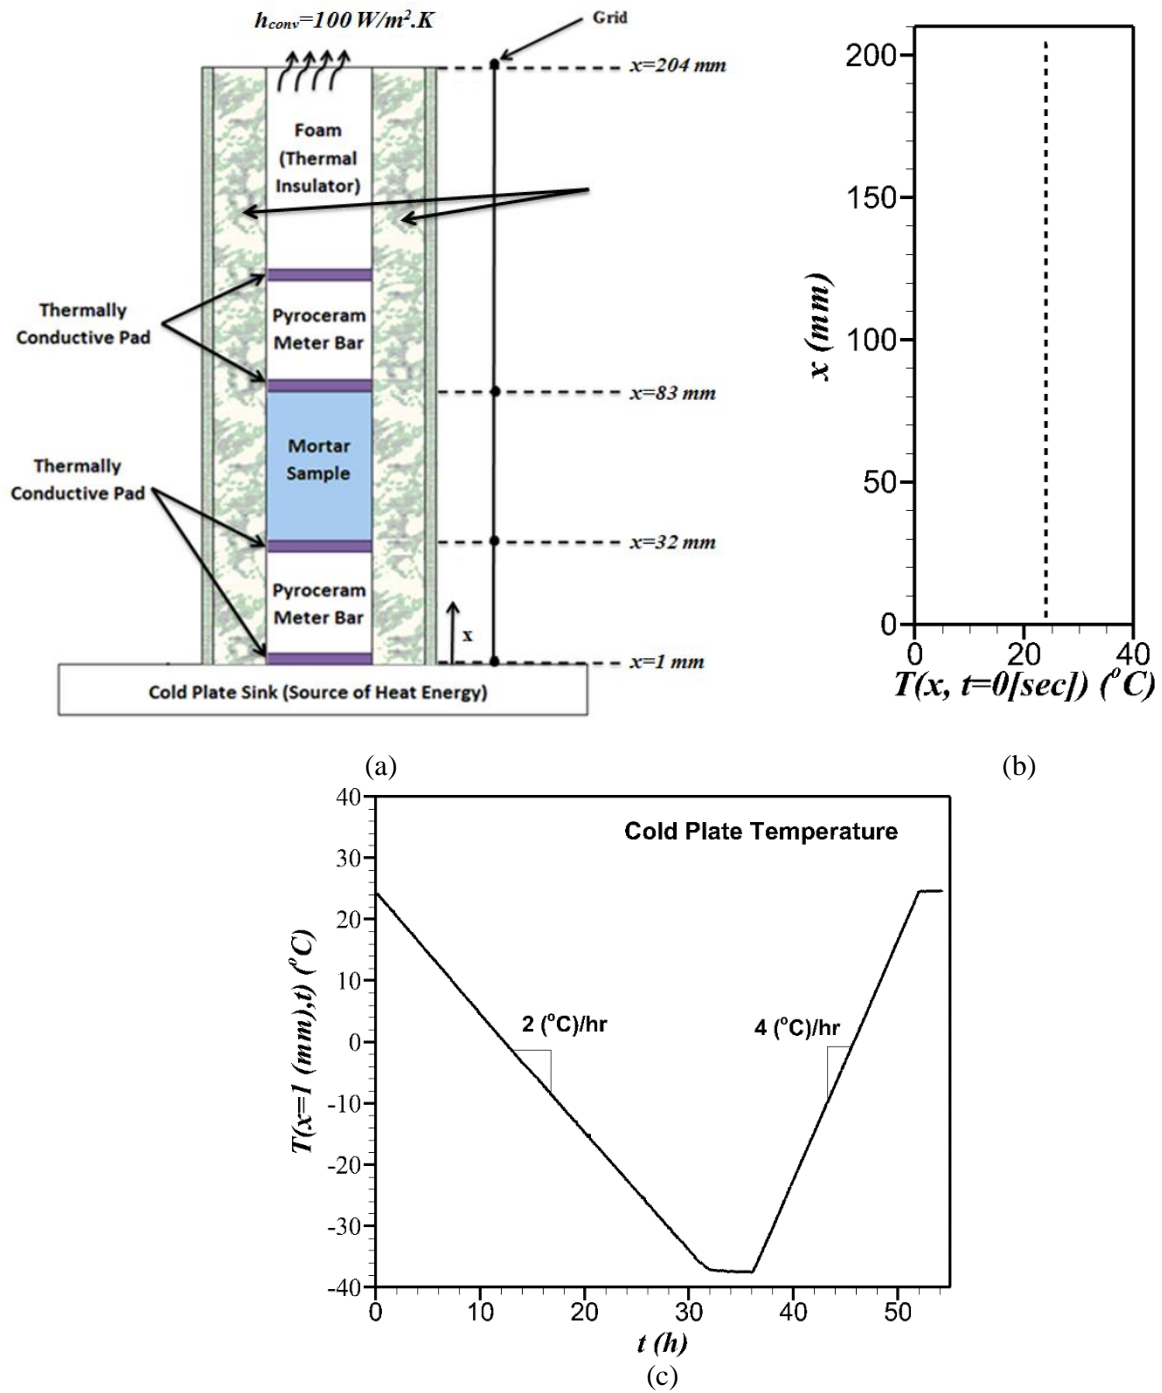 h_conv=100 W/m².K
Grid
x=204 mm
Foam
(Thermal
Insulator)
Thermally
Conductive Pad
Pyroceram
Meter Bar
x=83 mm
Mortar
Sample
Thermally
Conductive Pad
x=32 mm
Pyroceram
Meter Bar
x
x=1 mm
Cold Plate Sink (Source of Heat Energy)
(a)
200
150
100
50
0
x (mm)
0 20 40
T(x, t=0[sec]) (°C)
(b)
40
30
20
10
0
-10
-20
-30
-40
T(x=1 (mm),t) (°C)
Cold Plate Temperature
2 (°C)/hr
4 (°C)/hr
0 10 20 30 40 50
t (h)
(c)